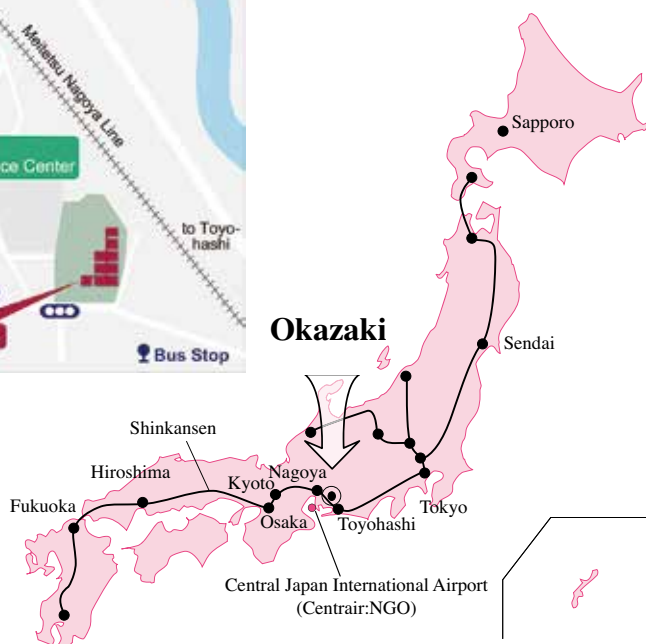 Meitetsu Nagoya Line
ce Center
to Toyo-
hashi
Bus Stop
Okazaki
Sapporo
Sendai
Shinkansen
Hiroshima
Nagoya
Kyoto
Fukuoka
Osaka
Toyohashi
Tokyo
Central Japan International Airport
(Centrair:NGO)